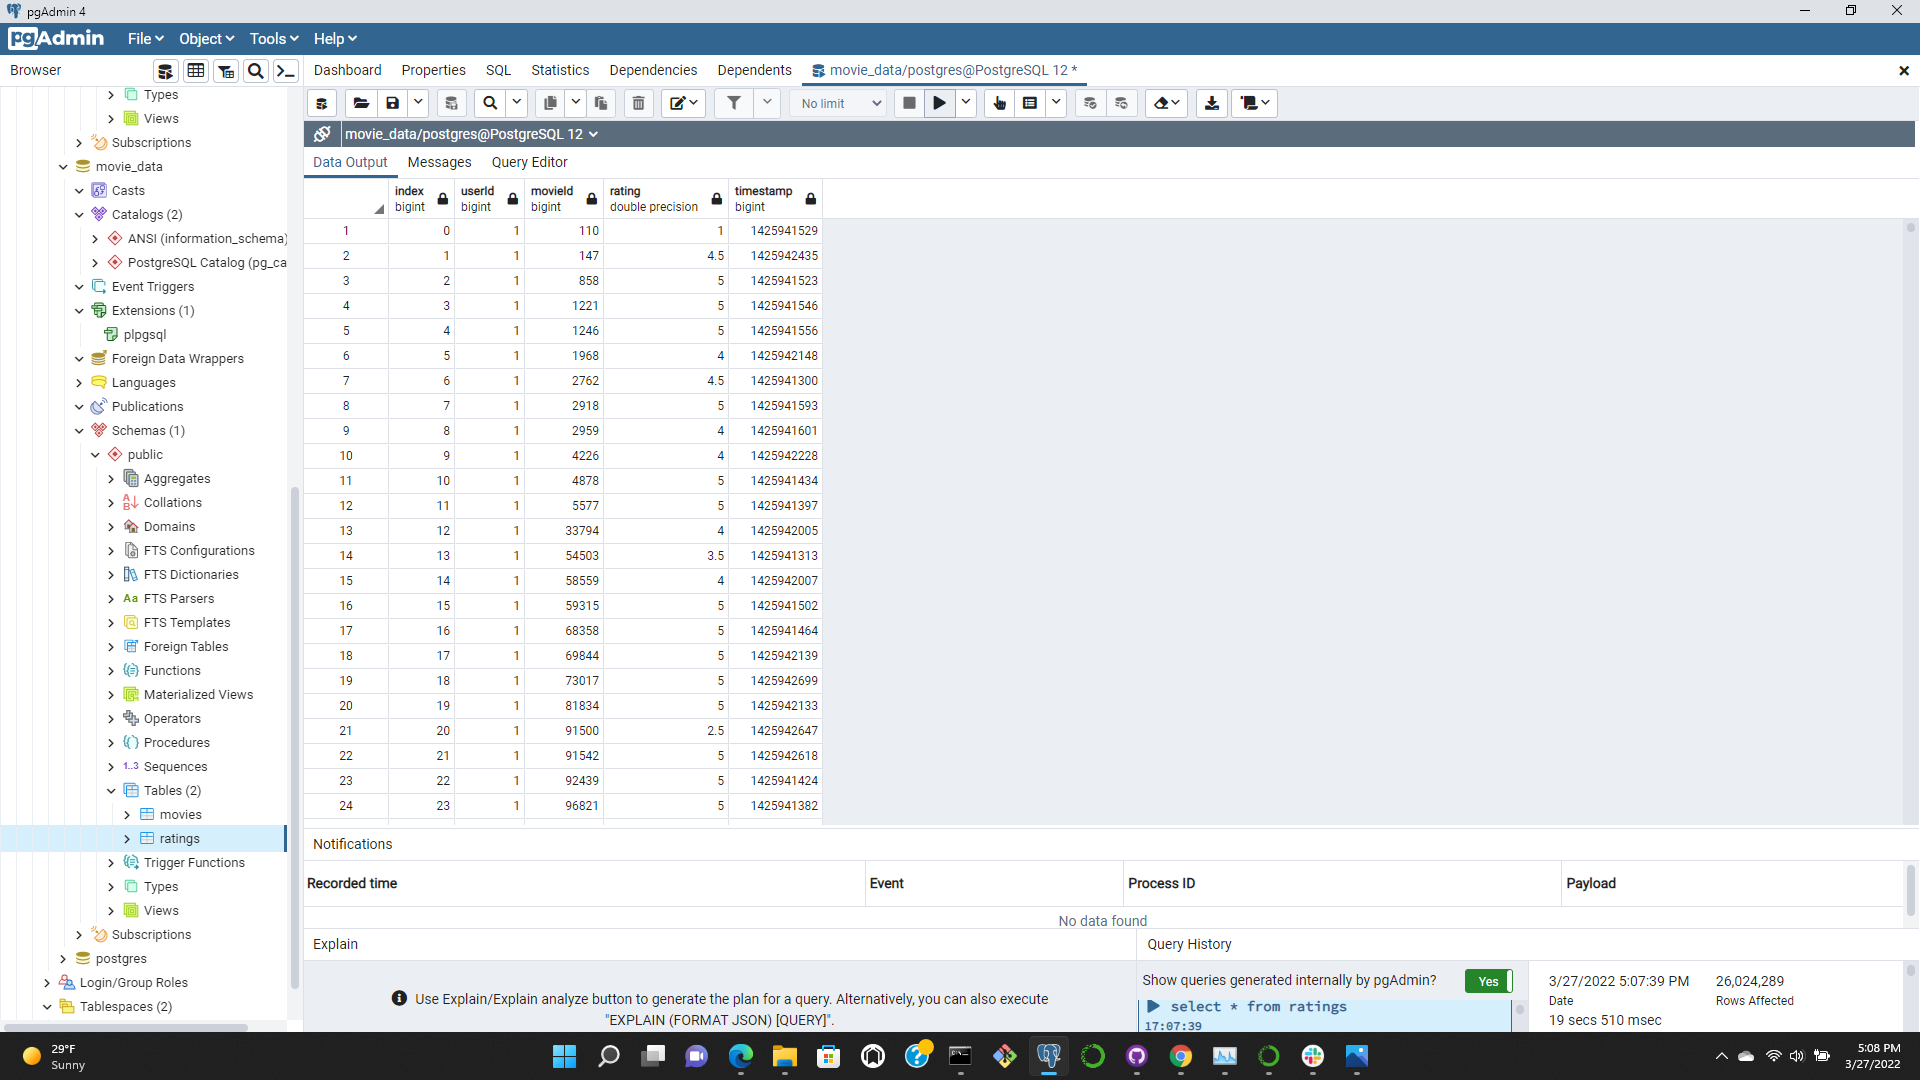 pgAdmin 4
pgAdmin File Object Tools Help
Browser
Dashboard Properties SQL Statistics Dependencies Dependents movie_data/postgres@PostgreSQL 12 *
Types
Views
Subscriptions
movie_data
Casts
Catalogs (2)
ANSI (information_schema)
PostgreSQL Catalog (pg_ca
Event Triggers
Extensions (1)
plpgsql
Foreign Data Wrappers
Languages
Publications
Schemas (1)
public
Aggregates
Collations
Domains
FTS Configurations
FTS Dictionaries
Aa FTS Parsers
FTS Templates
Foreign Tables
Functions
Materialized Views
Operators
Procedures
1..3 Sequences
Tables (2)
movies
ratings
Trigger Functions
Types
Views
Subscriptions
postgres
Login/Group Roles
Tablespaces (2)
No limit
movie_data/postgres@PostgreSQL 12
Data Output Messages Query Editor
index userId movieId rating timestamp
bigint bigint bigint double precision bigint
1 0 1 110 1 1425941529
2 1 1 147 4.5 1425942435
3 2 1 858 5 1425941523
4 3 1 1221 5 1425941546
5 4 1 1246 5 1425941556
6 5 1 1968 4 1425942148
7 6 1 2762 4.5 1425941300
8 7 1 2918 5 1425941593
9 8 1 2959 4 1425941601
10 9 1 4226 4 1425942228
11 10 1 4878 5 1425941434
12 11 1 5577 5 1425941397
13 12 1 33794 4 1425942005
14 13 1 54503 3.5 1425941313
15 14 1 58559 4 1425942007
16 15 1 59315 5 1425941502
17 16 1 68358 5 1425941464
18 17 1 69844 5 1425942139
19 18 1 73017 5 1425942699
20 19 1 81834 5 1425942133
21 20 1 91500 2.5 1425942647
22 21 1 91542 5 1425942618
23 22 1 92439 5 1425941424
24 23 1 96821 5 1425941382
Notifications
Recorded time Event Process ID Payload
No data found
Explain
Use Explain/Explain analyze button to generate the plan for a query. Alternatively, you can also execute
"EXPLAIN (FORMAT JSON) [QUERY]".
Query History
Show queries generated internally by pgAdmin? Yes
select * from ratings
17:07:39
3/27/2022 5:07:39 PM 26,024,289
Date Rows Affected
19 secs 510 msec
29°F
Sunny
5:08 PM
3/27/2022